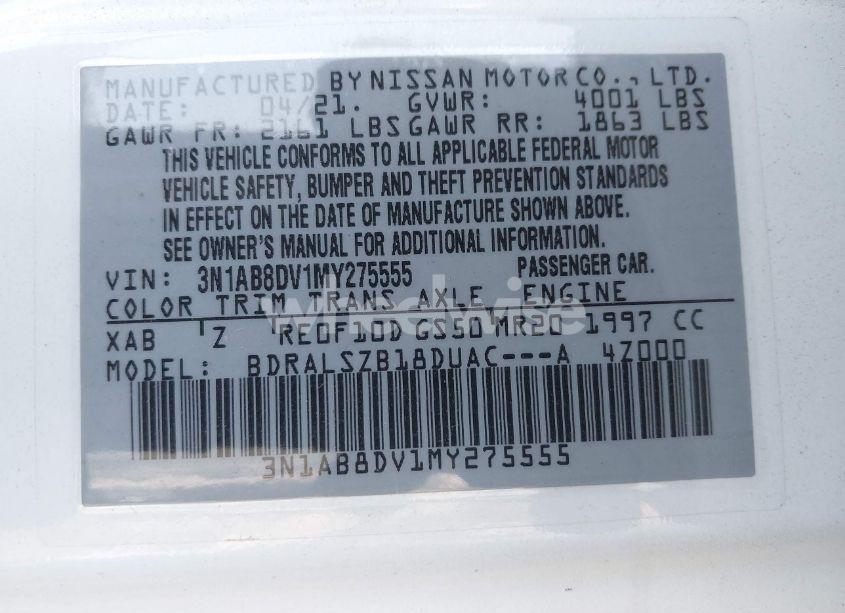 MANUFACTURED BY NISSAN MOTOR CO., LTD.
DATE: 04/21. GVWR: 4001 LBS
GAWR FR: 2161 LBS GAWR RR: 1863 LBS
THIS VEHICLE CONFORMS TO ALL APPLICABLE FEDERAL MOTOR
VEHICLE SAFETY, BUMPER AND THEFT PREVENTION STANDARDS
IN EFFECT ON THE DATE OF MANUFACTURE SHOWN ABOVE.
SEE OWNER'S MANUAL FOR ADDITIONAL INFORMATION.
VIN: 3N1AB8DV1MY275555 PASSENGER CAR.
COLOR TRIM TRANS AXLE ENGINE
XAB 'Z RE0F10D GS50 MR20 1997 CC
MODEL: BDRALSZB18DUAC---A 4Z000
3N1AB8DV1MY275555
wheelwise